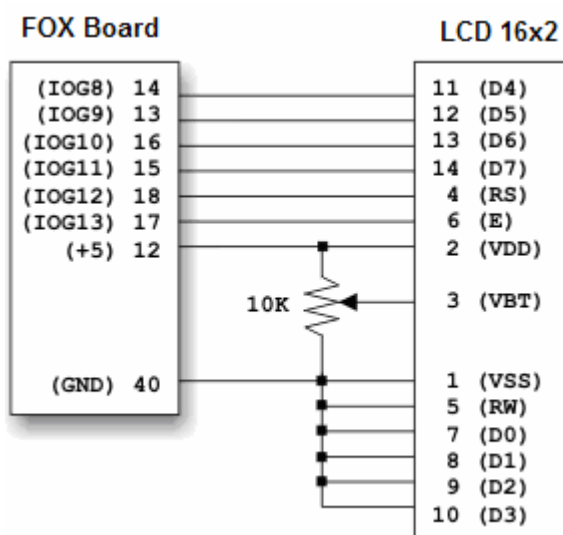 FOX Board
LCD 16x2
(IOG8) 14
(IOG9) 13
(IOG10) 16
(IOG11) 15
(IOG12) 18
(IOG13) 17
(+5) 12
(GND) 40
10K
11 (D4)
12 (D5)
13 (D6)
14 (D7)
4 (RS)
6 (E)
2 (VDD)
3 (VBT)
1 (VSS)
5 (RW)
7 (D0)
8 (D1)
9 (D2)
10 (D3)